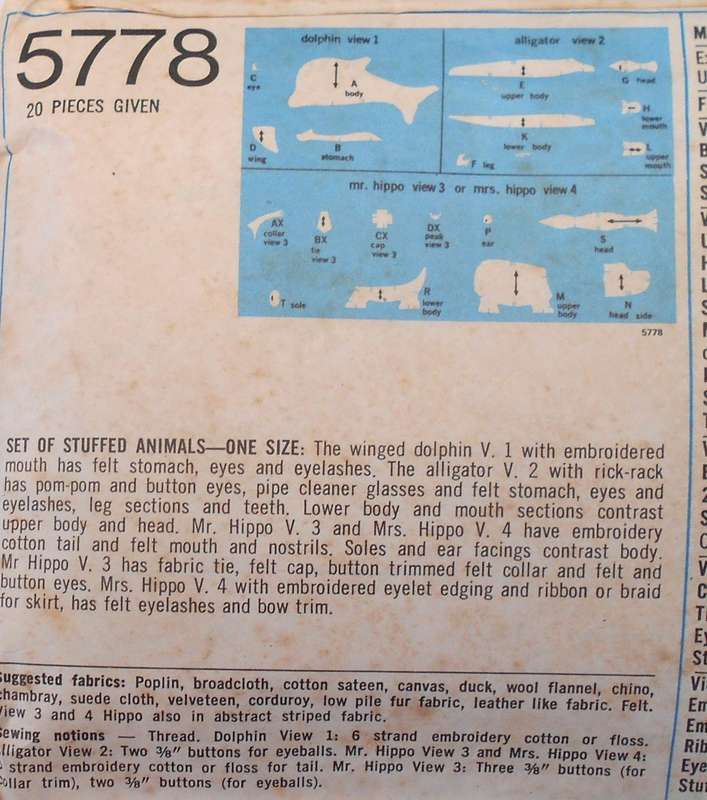 5778
20 PIECES GIVEN
dolphin view 1
alligator view 2
C
eye
A
body
E
upper body
G head
H
lower
mouth
D
wing
B
stomach
K
lower body
F leg
L
upper
mouth
mr. hippo view 3 or mrs. hippo view 4
AX
collar
view 3
BX
tie
view 3
CX
cap
view 3
DX
peak
view 3
P
ear
S
head
T sole
R
lower
body
M
upper
body
N
head side
5778
SET OF STUFFED ANIMALS—ONE SIZE: The winged dolphin V. 1 with embroidered
mouth has felt stomach, eyes and eyelashes. The alligator V. 2 with rick-rack
has pom-pom and button eyes, pipe cleaner glasses and felt stomach, eyes and
eyelashes, leg sections and teeth. Lower body and mouth sections contrast
upper body and head. Mr. Hippo V. 3 and Mrs. Hippo V. 4 have embroidery
cotton tail and felt mouth and nostrils. Soles and ear facings contrast body.
Mr Hippo V. 3 has fabric tie, felt cap, button trimmed felt collar and felt and
button eyes. Mrs. Hippo V. 4 with embroidered eyelet edging and ribbon or braid
for skirt, has felt eyelashes and bow trim.
uggested fabrics: Poplin, broadcloth, cotton sateen, canvas, duck, wool flannel, chino,
chambray, suede cloth, velveteen, corduroy, low pile fur fabric, leather like fabric. Felt.
View 3 and 4 Hippo also in abstract striped fabric.
ewing notions — Thread. Dolphin View 1: 6 strand embroidery cotton or floss.
lligator View 2: Two 3/8" buttons for eyeballs. Mr. Hippo View 3 and Mrs. Hippo View 4:
strand embroidery cotton or floss for tail. Mr. Hippo View 3: Three 3/8" buttons (for
ollar trim), two 3/8" buttons (for eyeballs).